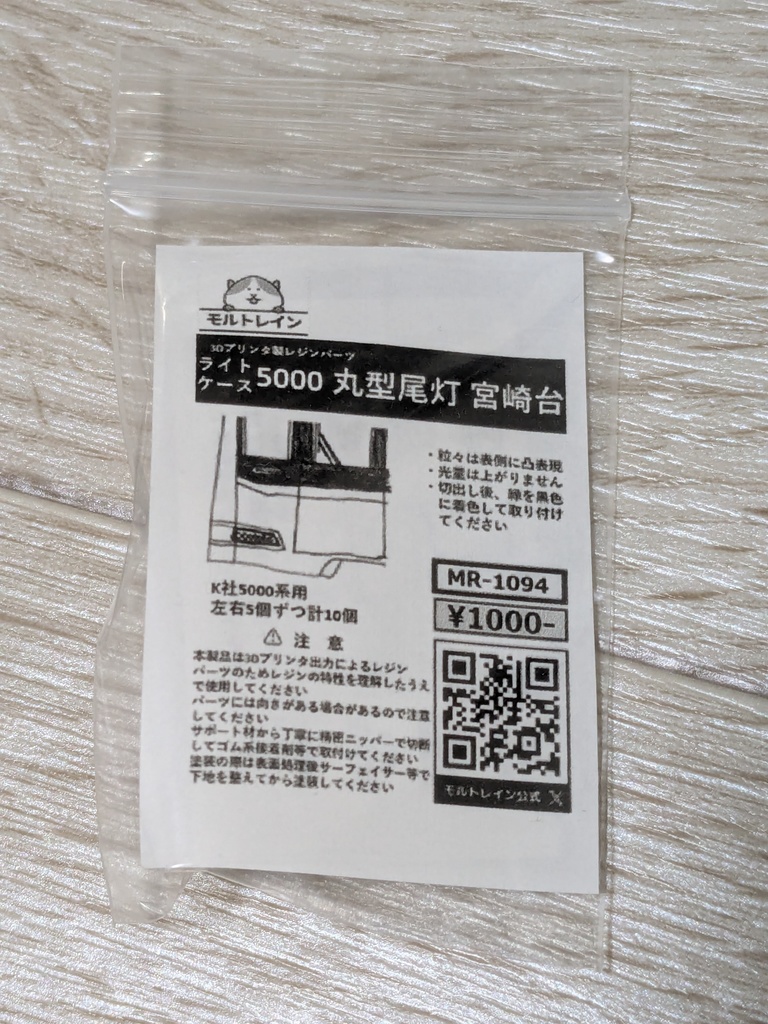 モルトレイン
3Dプリンタ製レジンパーツ
ライト
ケース 5000 丸型尾灯 宮崎台
・粒々は表側に凸表現
・光量は上がりません
・切出し後、縁を黒色
に着色して取り付け
てください
K社5000系用
左右5個ずつ計10個
MR-1094
¥1000-
⚠ 注 意
本製品は3Dプリンタ出力によるレジン
パーツのためレジンの特性を理解したうえ
で使用してください
パーツには向きがある場合があるので注意
してください
サポート材から丁寧に精密ニッパーで切断
してゴム系接着剤等で取付けてください
塗装の際は表面処理後サーフェイサー等で
下地を整えてから塗装してください
モルトレイン公式 X